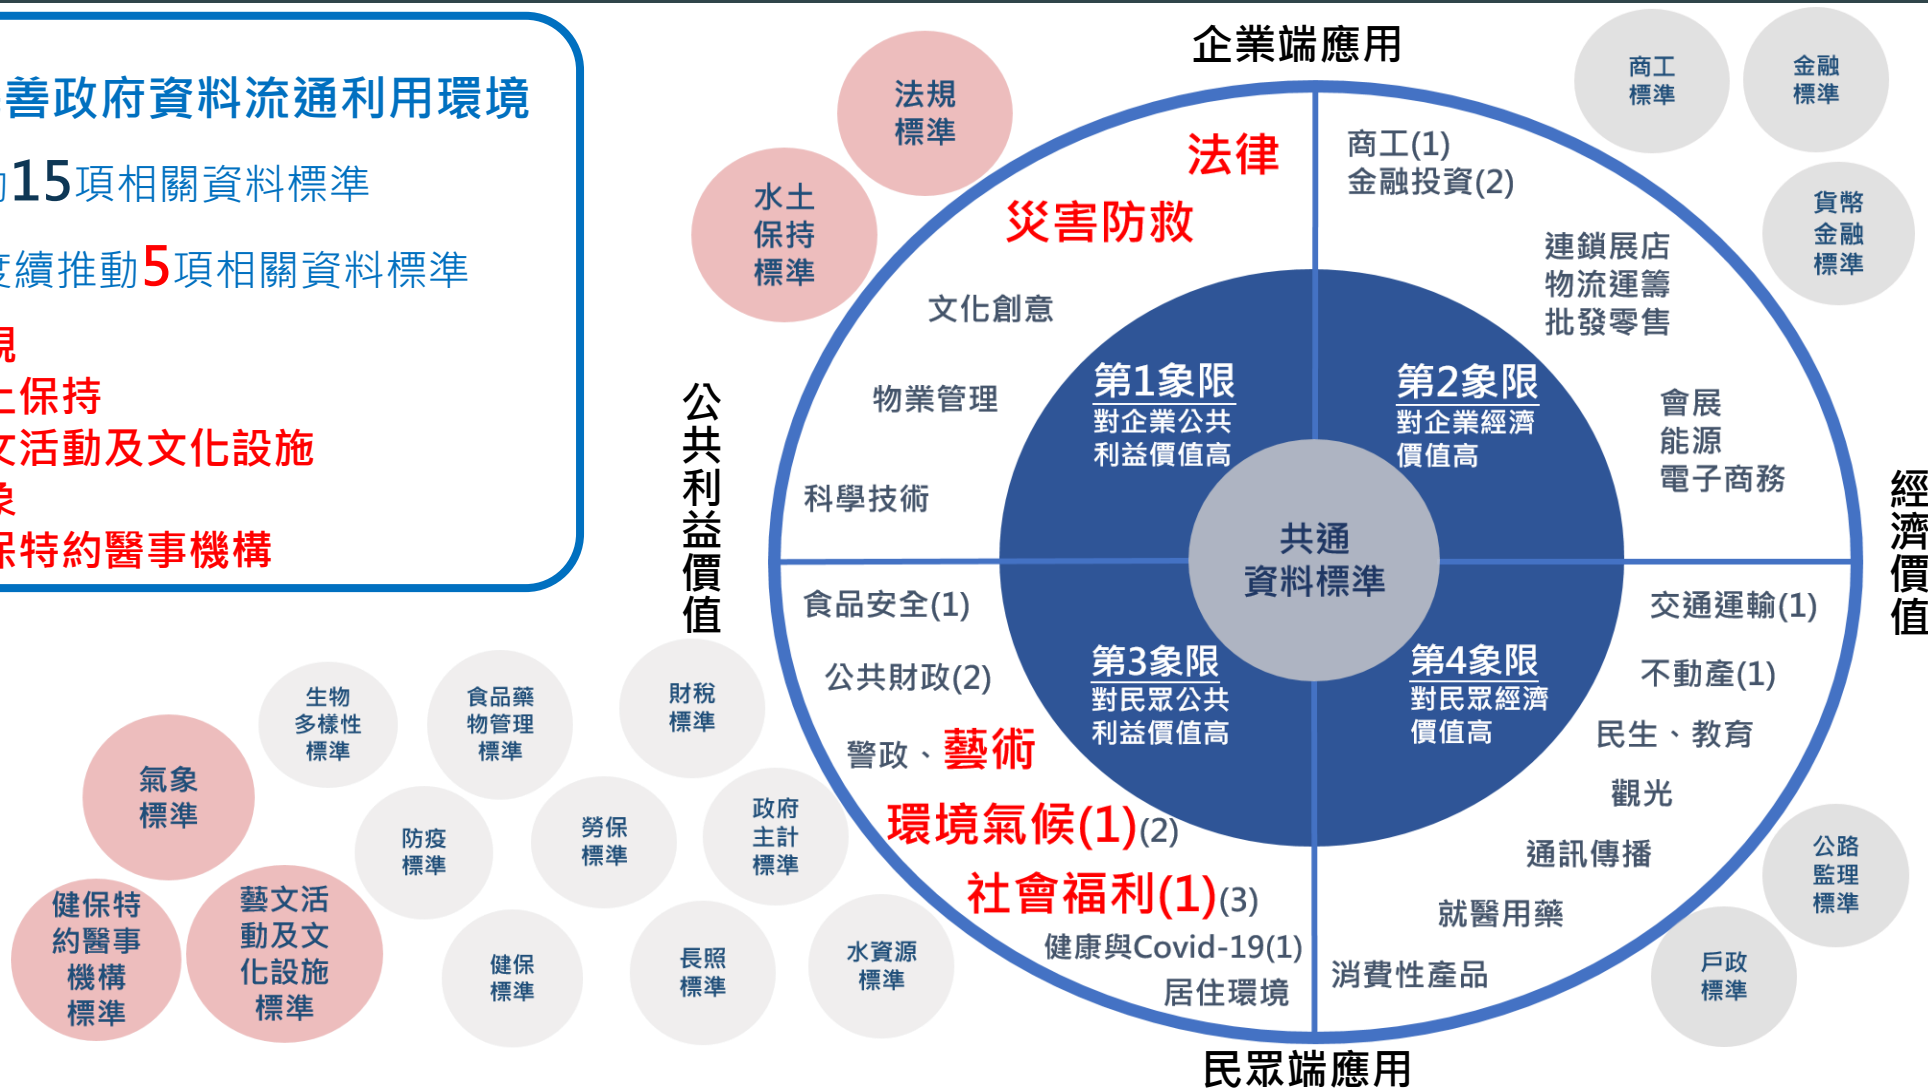 善政府資料流通利用環境
15項相關資料標準
續推動5項相關資料標準
保持
活動及文化設施
特約醫事機構
企業端應用
公共利益價值
經濟價值
民眾端應用
法規
標準
水土
保持
標準
商工
標準
金融
標準
貨幣
金融
標準
法律
災害防救
文化創意
物業管理
科學技術
商工(1)
金融投資(2)
連鎖展店
物流運籌
批發零售
會展
能源
電子商務
第1象限
對企業公共
利益價值高
第2象限
對企業經濟
價值高
共通
資料標準
第3象限
對民眾公共
利益價值高
第4象限
對民眾經濟
價值高
食品安全(1)
公共財政(2)
警政、藝術
環境氣候(1)(2)
社會福利(1)(3)
健康與Covid-19(1)
居住環境
交通運輸(1)
不動產(1)
民生、教育
觀光
通訊傳播
就醫用藥
消費性產品
生物
多樣性
標準
食品藥
物管理
標準
財稅
標準
氣象
標準
防疫
標準
勞保
標準
政府
主計
標準
健保特
約醫事
機構
標準
藝文活
動及文
化設施
標準
健保
標準
長照
標準
水資源
標準
公路
監理
標準
戶政
標準